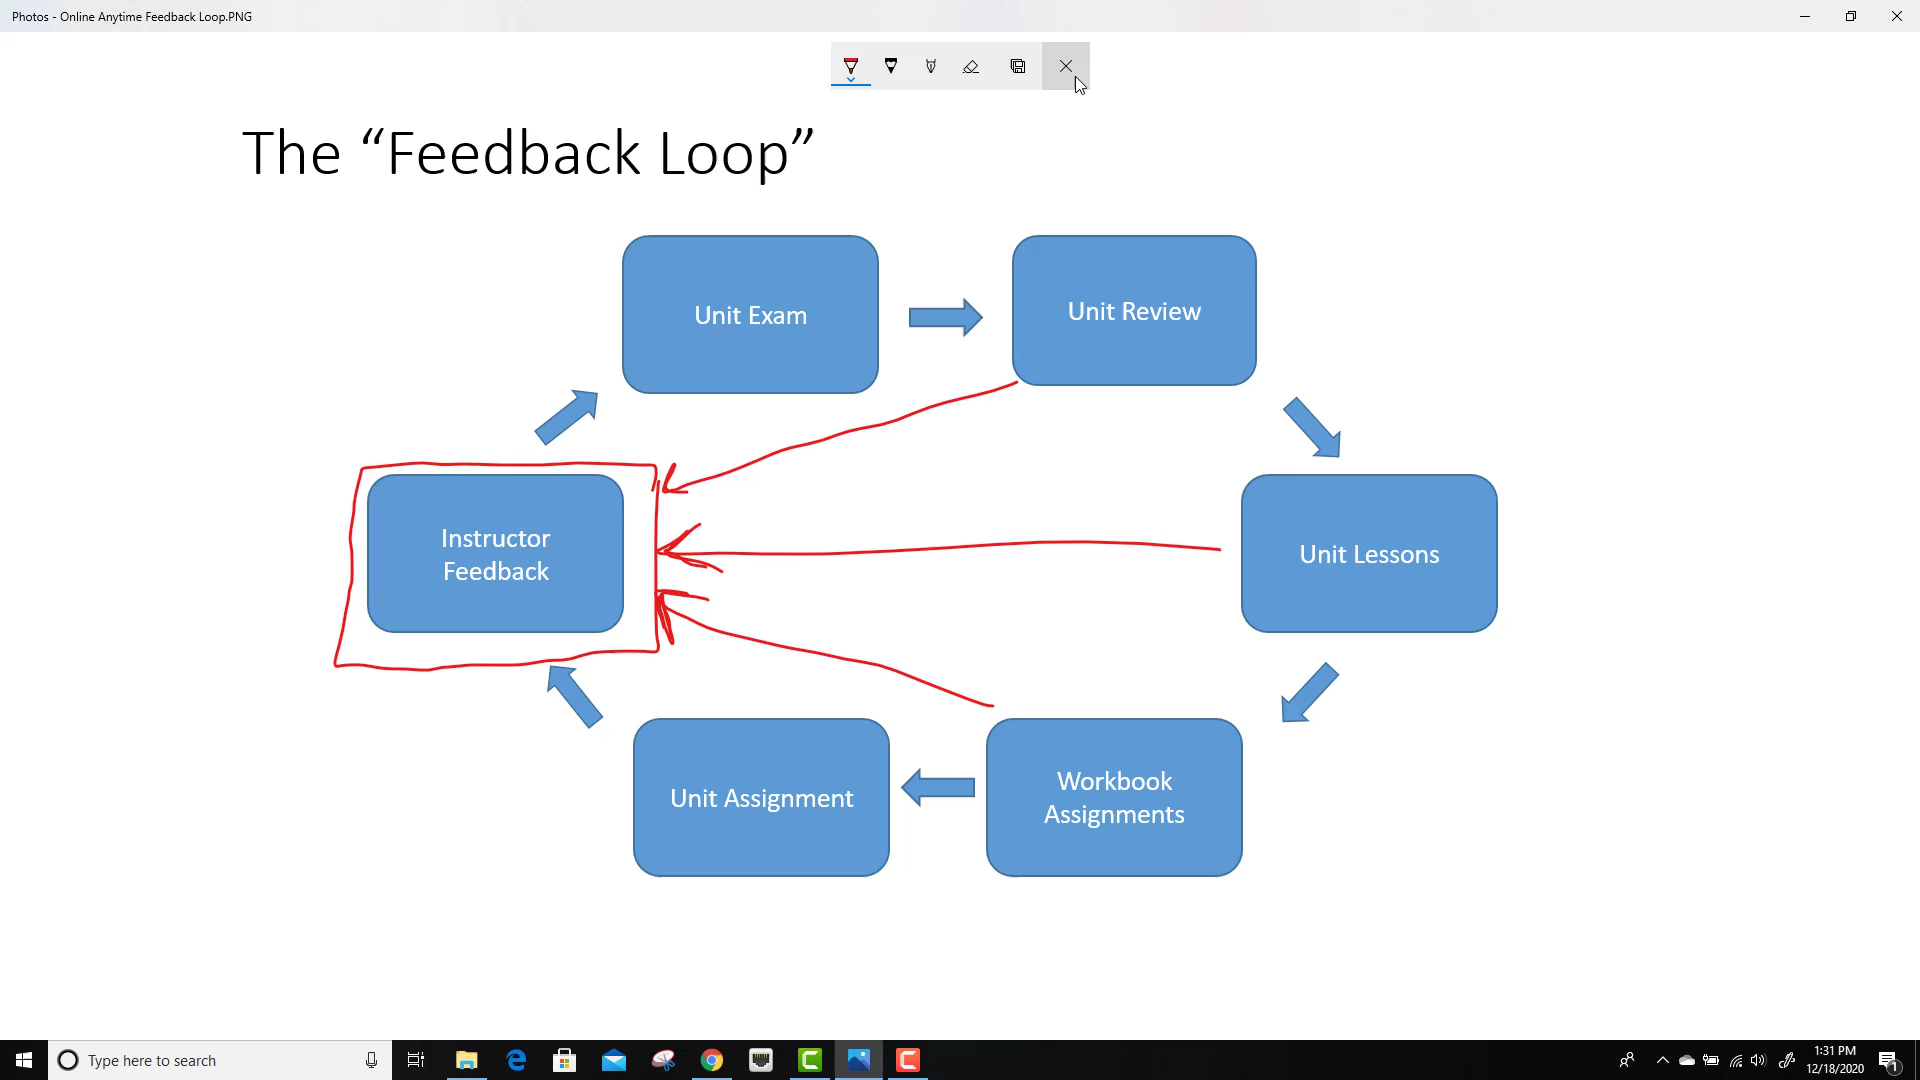 Photos - Online Anytime Feedback Loop.PNG
The “Feedback Loop”
Unit Exam
Unit Review
Instructor
Feedback
Unit Lessons
Unit Assignment
Workbook
Assignments
Type here to search
1:31 PM
12/18/2020
1